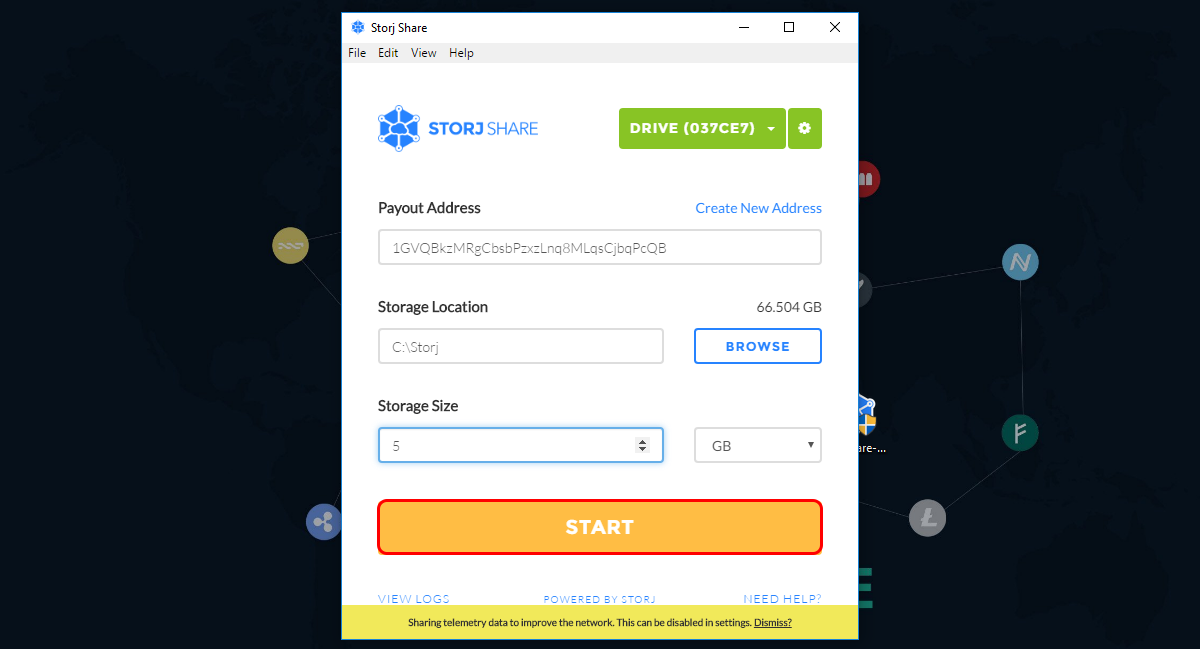 Storj Share
File Edit View Help
STORJ SHARE
DRIVE (037CE7)
Payout Address
Create New Address
1GVQBkzMRgCbsbPzxzLnq8MLqsCjbqPcQB
Storage Location
66.504 GB
C:\Storj
BROWSE
Storage Size
5
GB
are-...
START
VIEW LOGS
POWERED BY STORJ
NEED HELP?
Sharing telemetry data to improve the network. This can be disabled in settings. Dismiss?